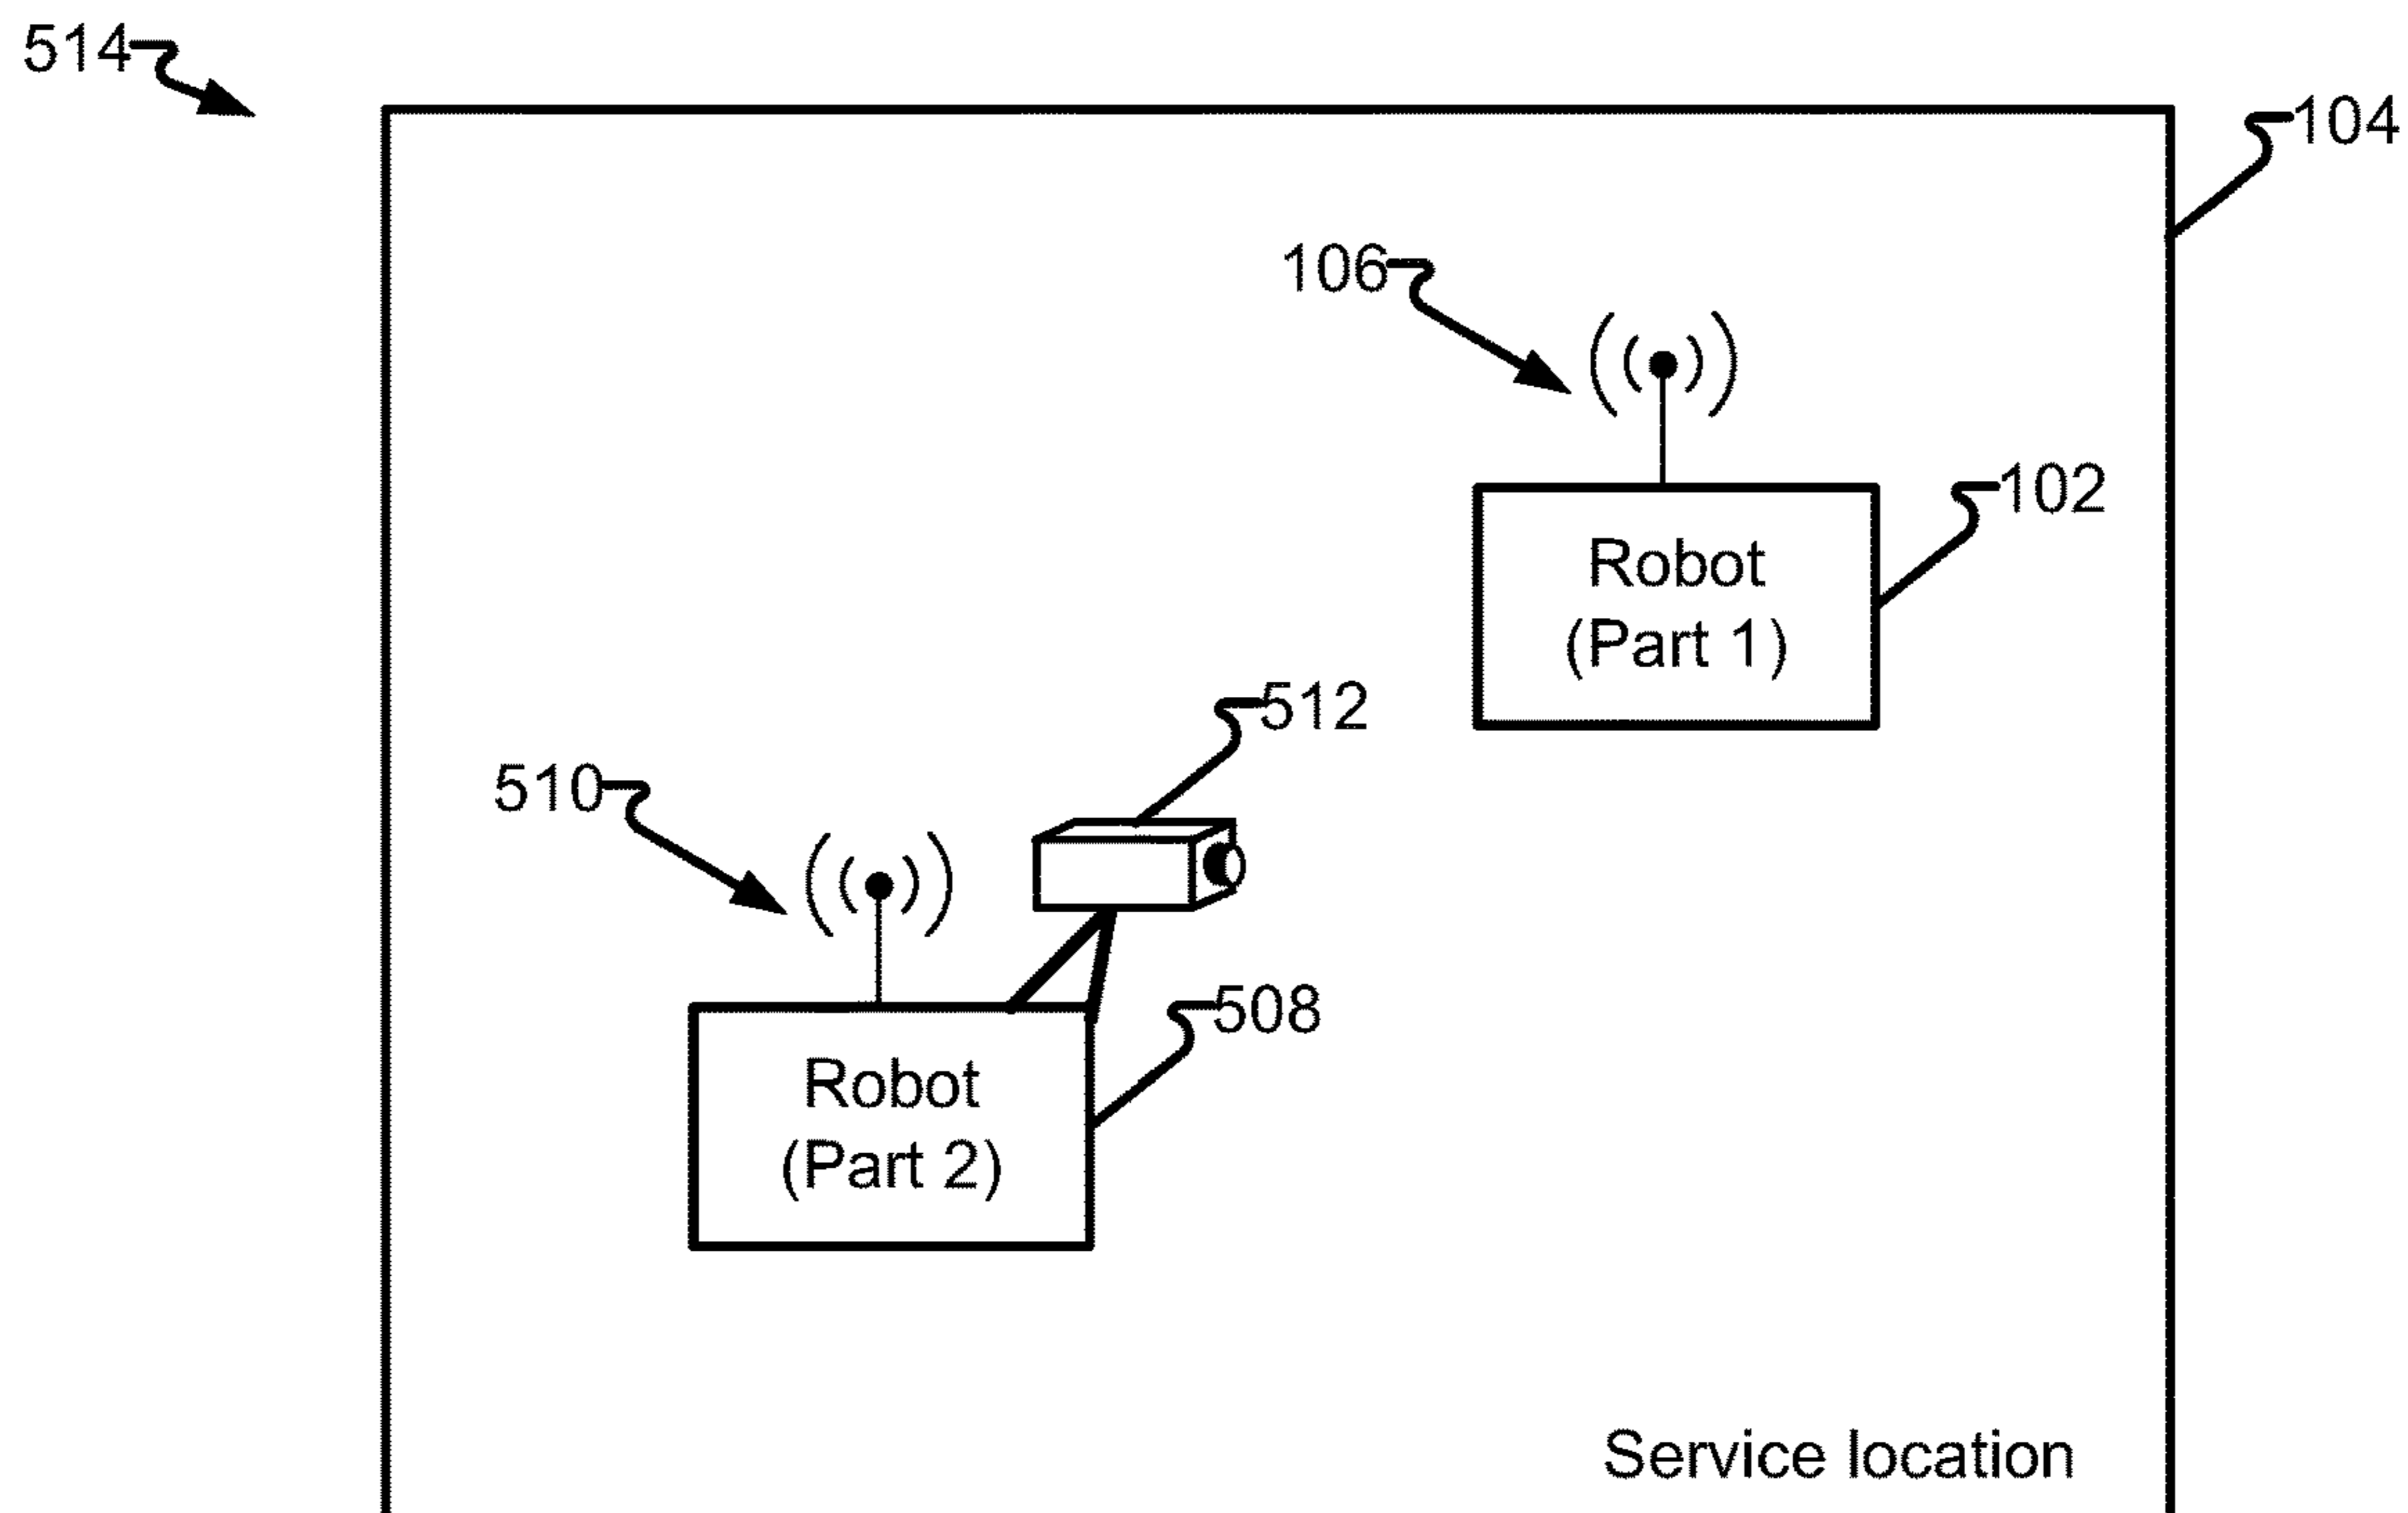 514
104
106
102
Robot
(Part 1)
512
510
508
Robot
(Part 2)
Service location